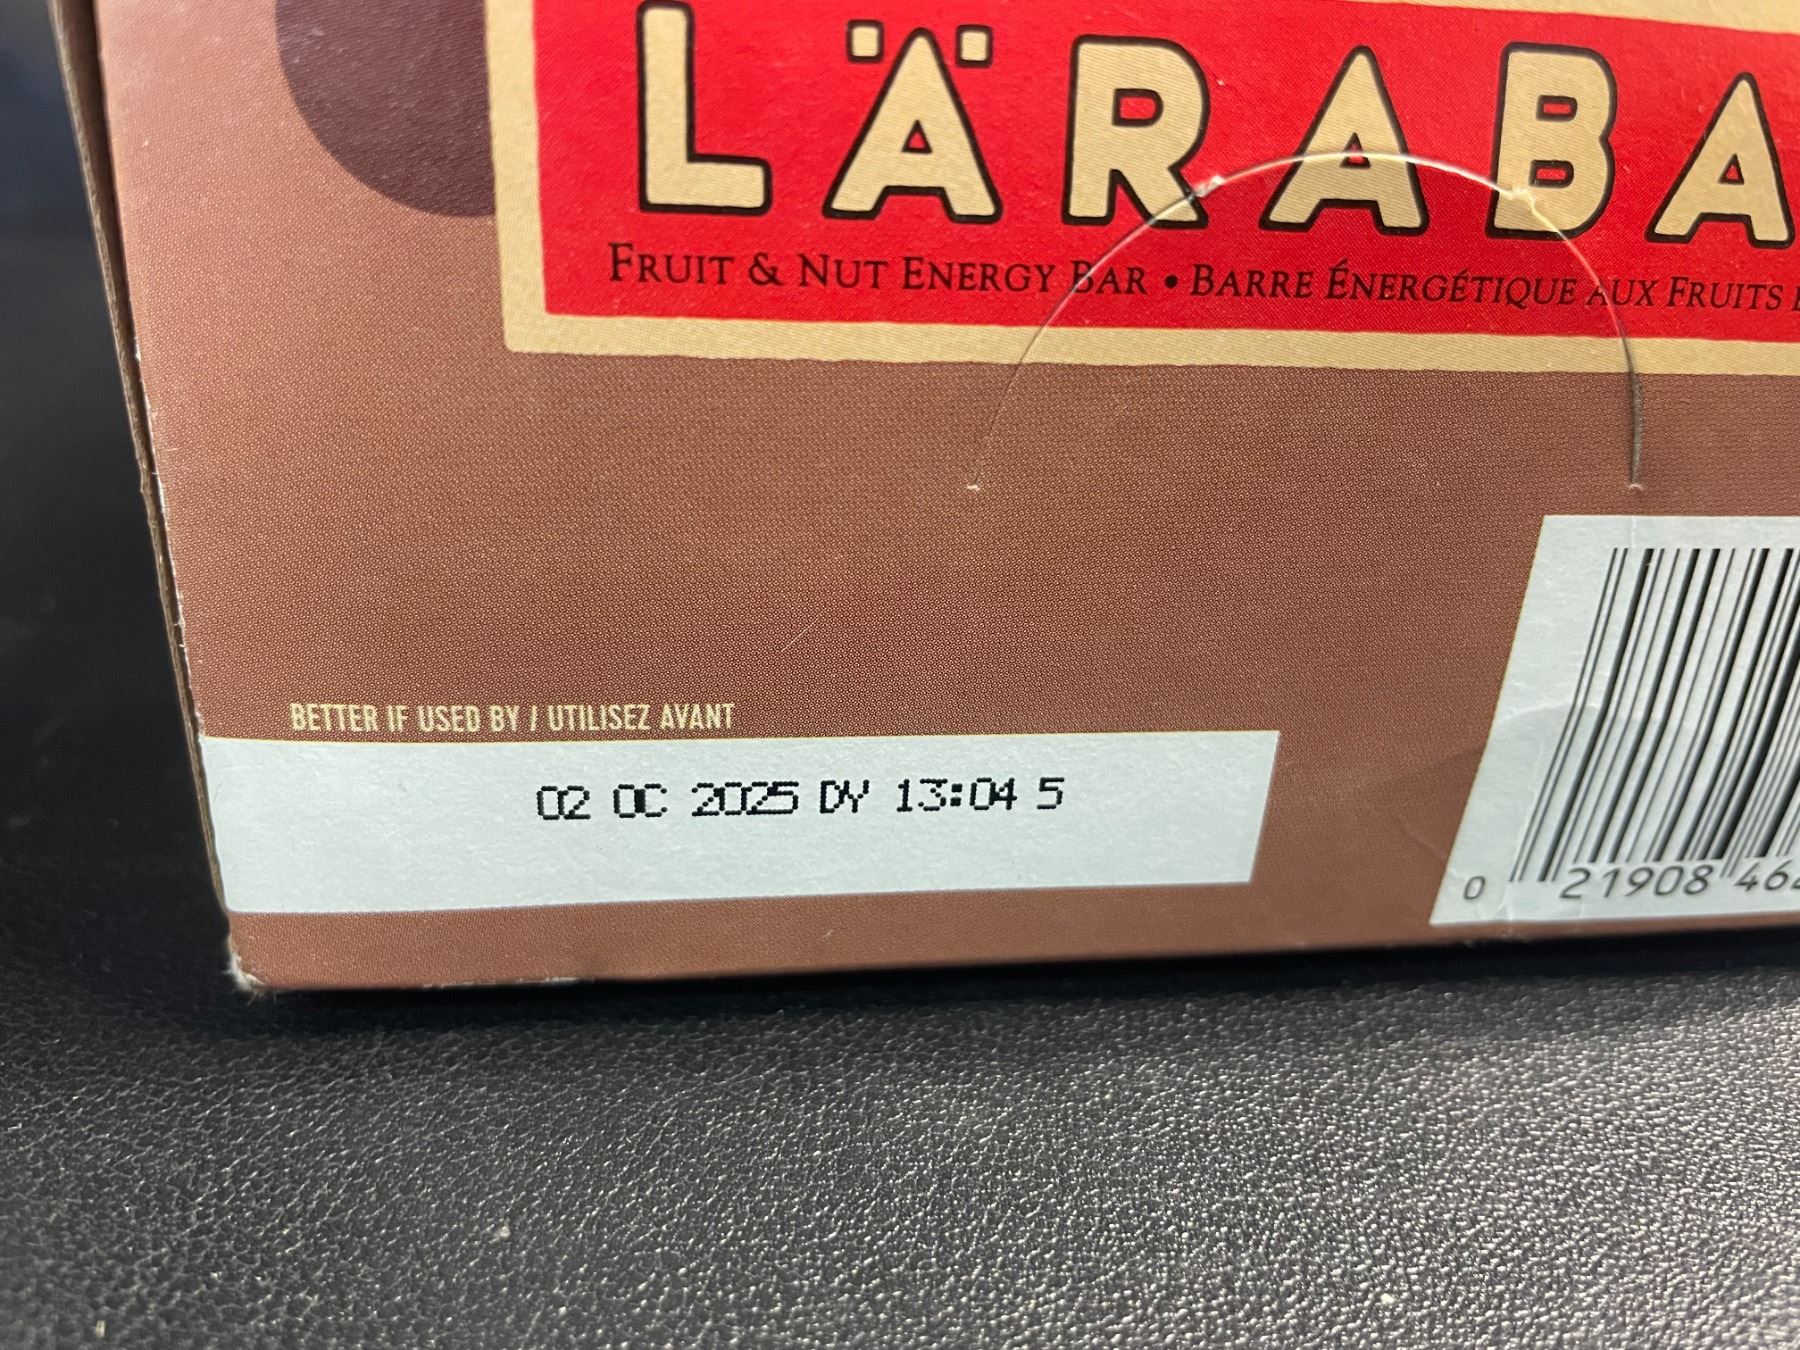 LÄRABA
FRUIT & NUT ENERGY BAR • BARRE ÉNERGÉTIQUE AUX FRUITS
BETTER IF USED BY / UTILISEZ AVANT
02 OC 2025 DY 13:04 5
0 21908 46